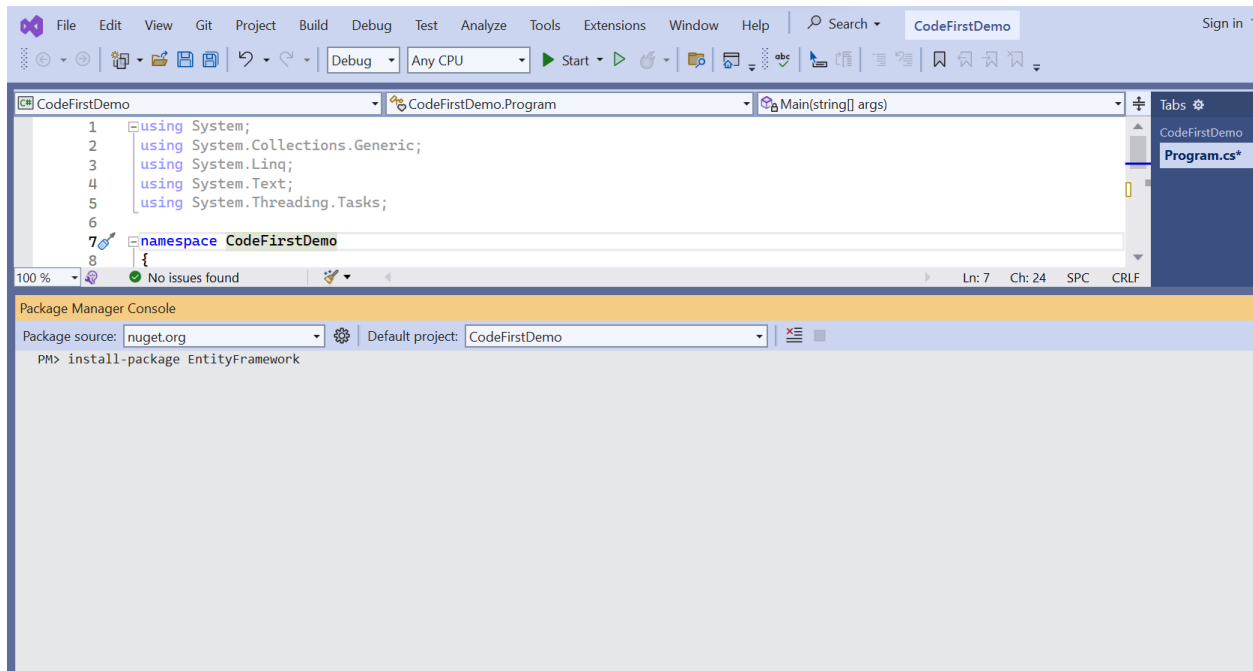 File Edit View Git Project Build Debug Test Analyze Tools Extensions Window Help Search CodeFirstDemo Sign in
Debug Any CPU Start
CodeFirstDemo CodeFirstDemo.Program Main(string[] args) Tabs
CodeFirstDemo
Program.cs*
1 using System;
2 using System.Collections.Generic;
3 using System.Linq;
4 using System.Text;
5 using System.Threading.Tasks;
6
7 namespace CodeFirstDemo
8 {
100 % No issues found Ln: 7 Ch: 24 SPC CRLF
Package Manager Console
Package source: nuget.org Default project: CodeFirstDemo
PM> install-package EntityFramework